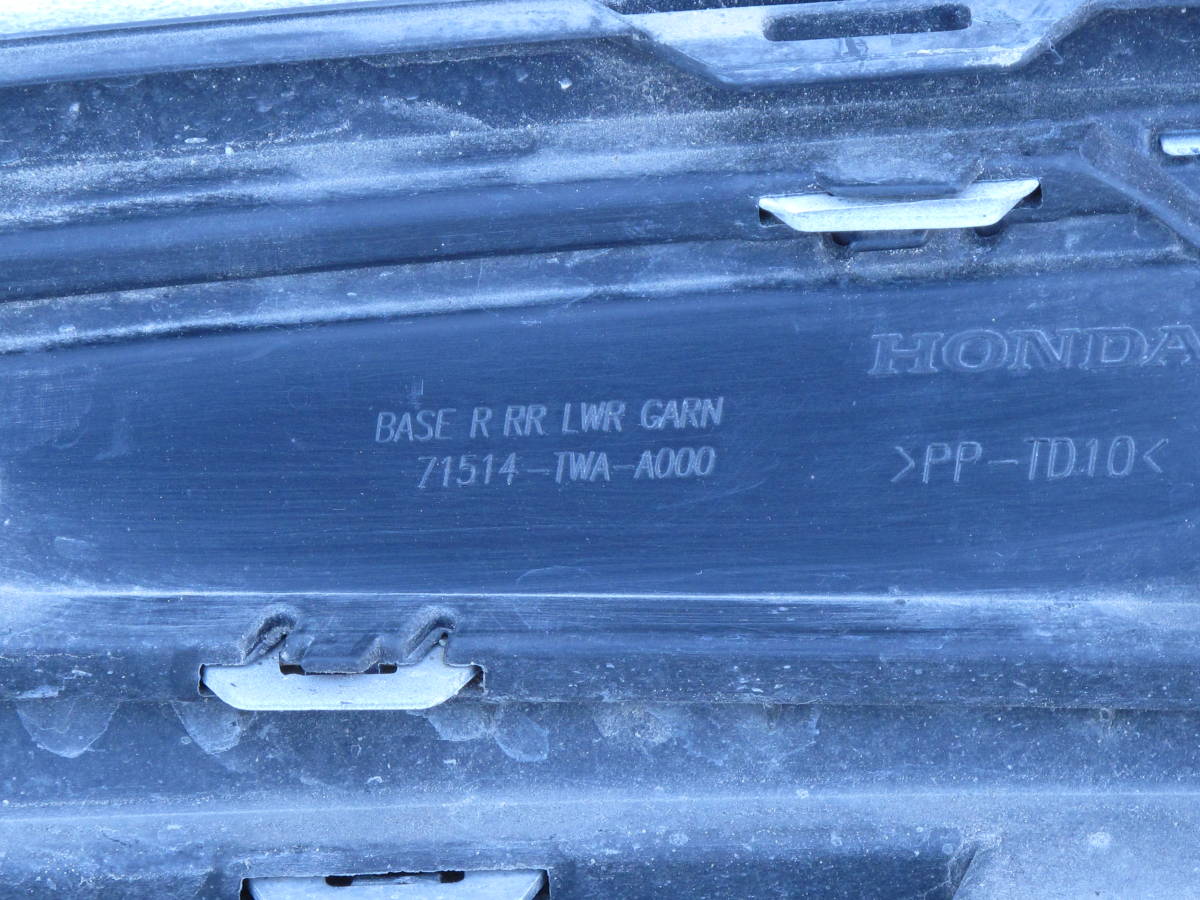 HONDA
BASE R RR LWR GARN
71514-TWA-A000
>PP-TD10<